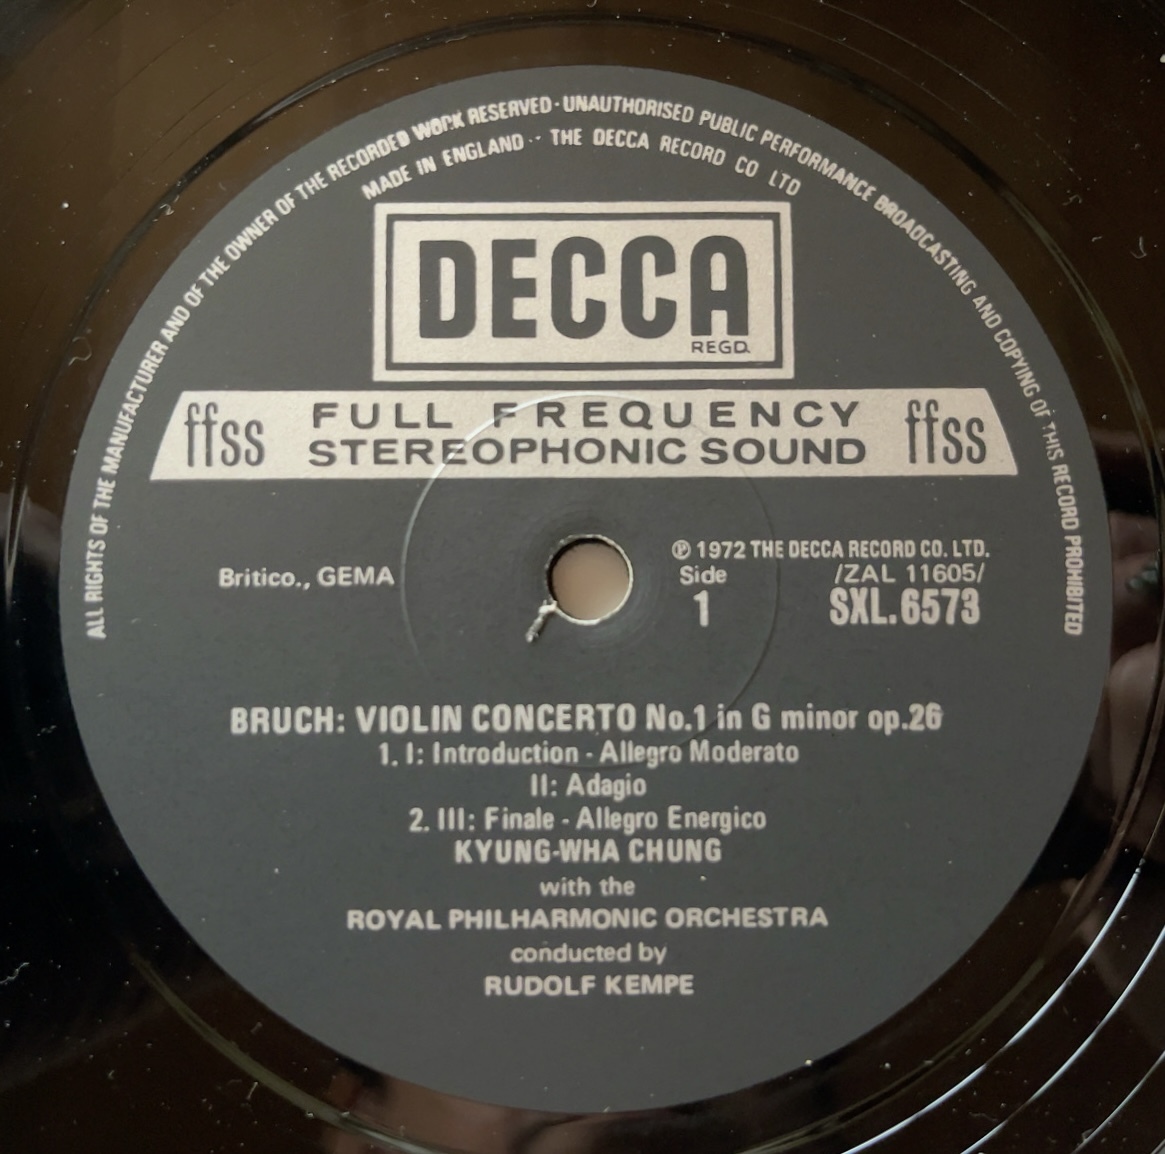 ALL RIGHTS OF THE MANUFACTURER AND OF THE OWNER OF THE RECORDED WORK RESERVED · UNAUTHORISED PUBLIC PERFORMANCE BROADCASTING AND COPYING OF THIS RECORD PROHIBITED
MADE IN ENGLAND ·· THE DECCA RECORD CO LTD
DECCA
REGD.
ffss FULL FREQUENCY ffss
STEREOPHONIC SOUND
℗ 1972 THE DECCA RECORD CO. LTD.
Britico., GEMA Side /ZAL 11605/
1 SXL.6573
BRUCH: VIOLIN CONCERTO No.1 in G minor op.26
1. I: Introduction - Allegro Moderato
II: Adagio
2. III: Finale - Allegro Energico
KYUNG-WHA CHUNG
with the
ROYAL PHILHARMONIC ORCHESTRA
conducted by
RUDOLF KEMPE